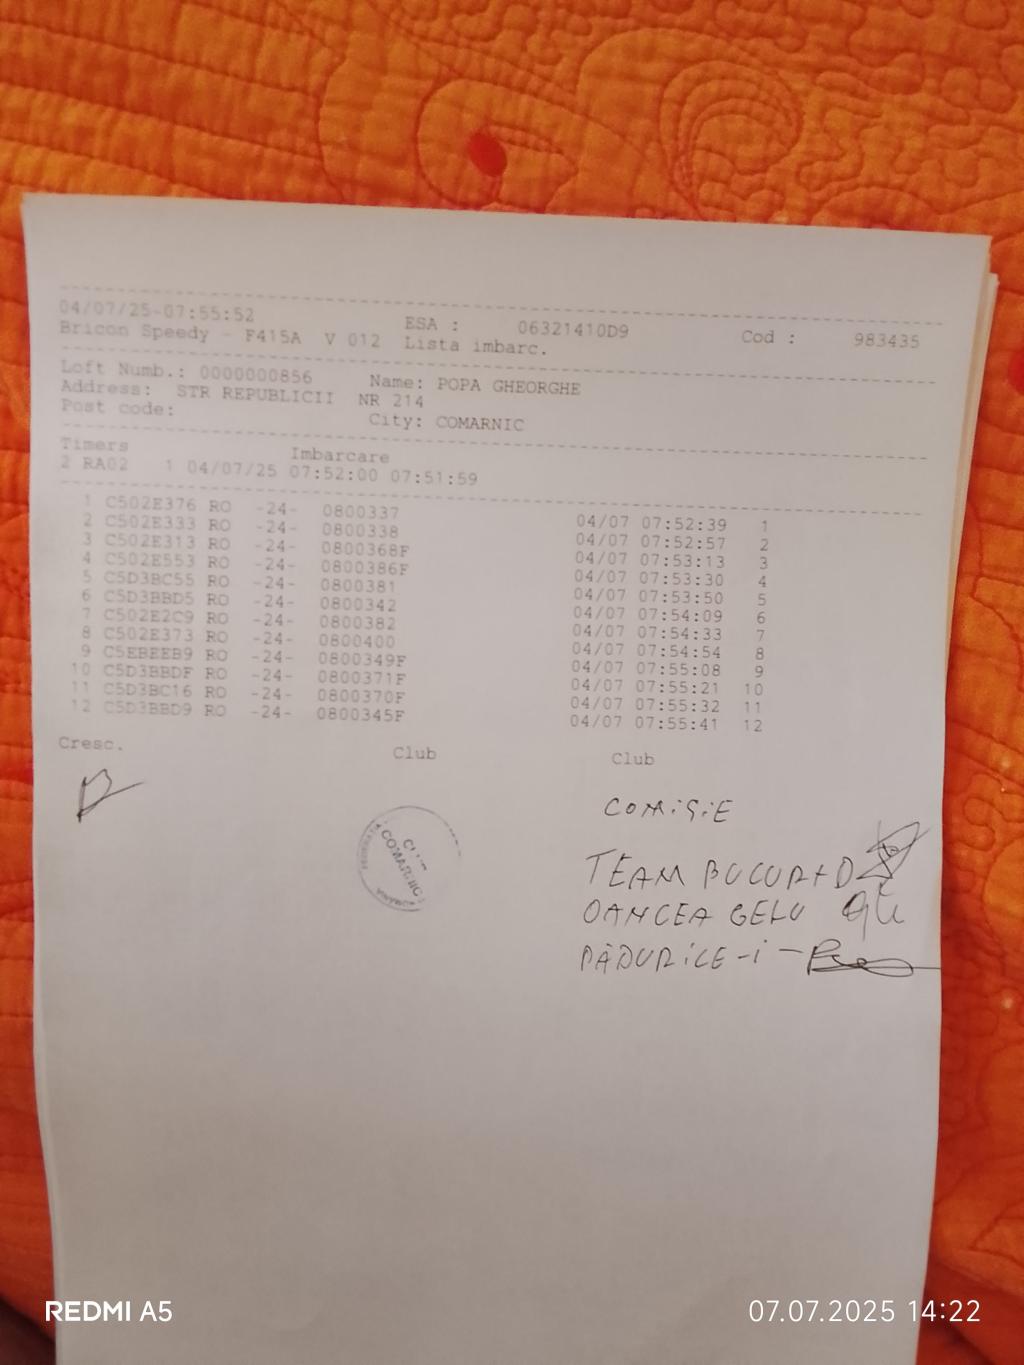 04/07/25-07:55:52 ESA : 06321410D9 Cod : 983435
Bricon Speedy - F415A V 012 Lista imbarc.
Loft Numb.: 0000000856 Name: POPA GHEORGHE
Address: STR REPUBLICII NR 214
Post code: City: COMARNIC
Timers Imbarcare
2 RA02 1 04/07/25 07:52:00 07:51:59
1 C502E376 RO -24- 0800337 04/07 07:52:39 1
2 C502E333 RO -24- 0800338 04/07 07:52:57 2
3 C502E313 RO -24- 0800368F 04/07 07:53:13 3
4 C502E553 RO -24- 0800386F 04/07 07:53:30 4
5 C5D3BC55 RO -24- 0800381 04/07 07:53:50 5
6 C5D3BBD5 RO -24- 0800342 04/07 07:54:09 6
7 C502E2C9 RO -24- 0800382 04/07 07:54:33 7
8 C502E373 RO -24- 0800400 04/07 07:54:54 8
9 C5EBEEB9 RO -24- 0800349F 04/07 07:55:08 9
10 C5D3BBDF RO -24- 0800371F 04/07 07:55:21 10
11 C5D3BC16 RO -24- 0800370F 04/07 07:55:32 11
12 C5D3BBD9 RO -24- 0800345F 04/07 07:55:41 12
Cresc. Club Club
COMiSiE
COMARNIC
TEAM
OANCEA GELU
PĂDURiCE-i -
REDMI A5 07.07.2025 14:22